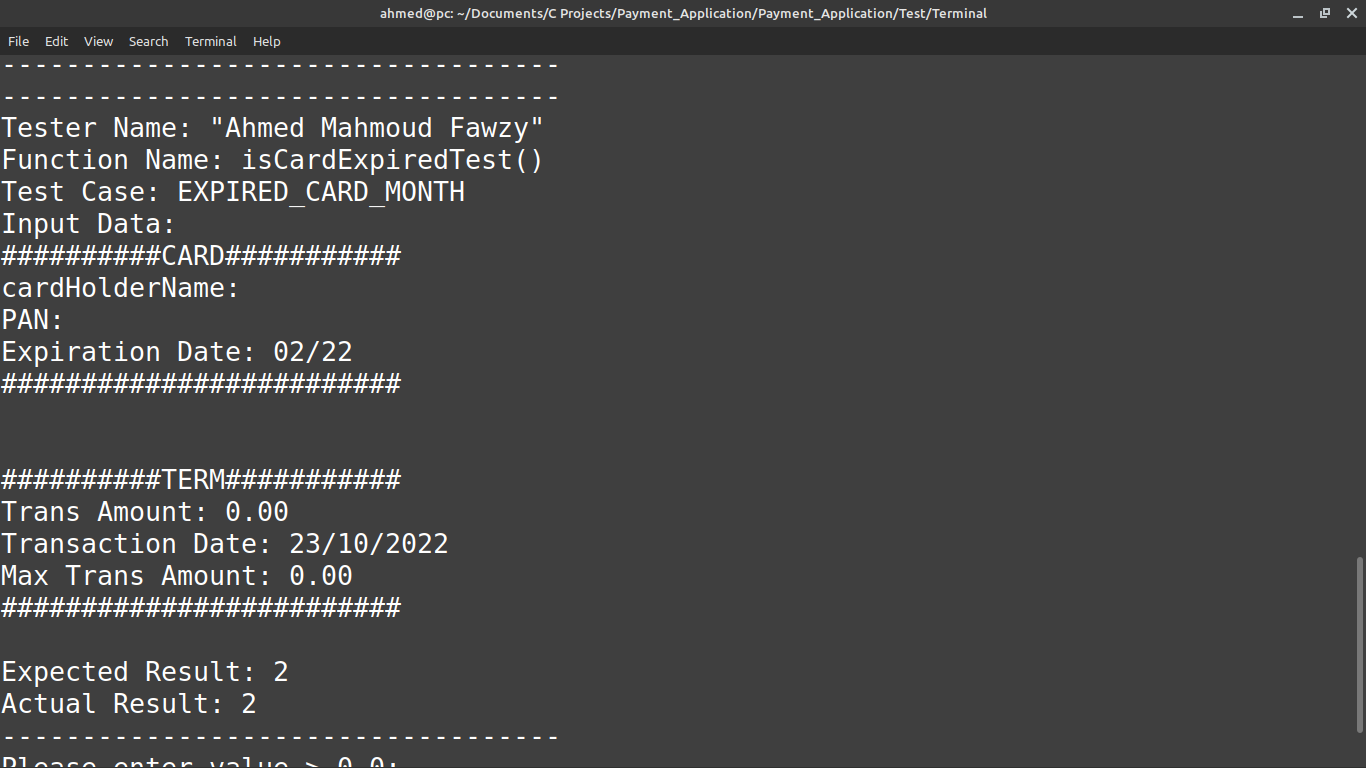 ahmed@pc: ~/Documents/C Projects/Payment_Application/Payment_Application/Test/Terminal
File Edit View Search Terminal Help
-----------------------------------
-----------------------------------
Tester Name: "Ahmed Mahmoud Fawzy"
Function Name: isCardExpiredTest()
Test Case: EXPIRED_CARD_MONTH
Input Data:
##########CARD###########
cardHolderName:
PAN:
Expiration Date: 02/22
#########################
##########TERM###########
Trans Amount: 0.00
Transaction Date: 23/10/2022
Max Trans Amount: 0.00
#########################
Expected Result: 2
Actual Result: 2
-----------------------------------
Please enter value > 0.0: